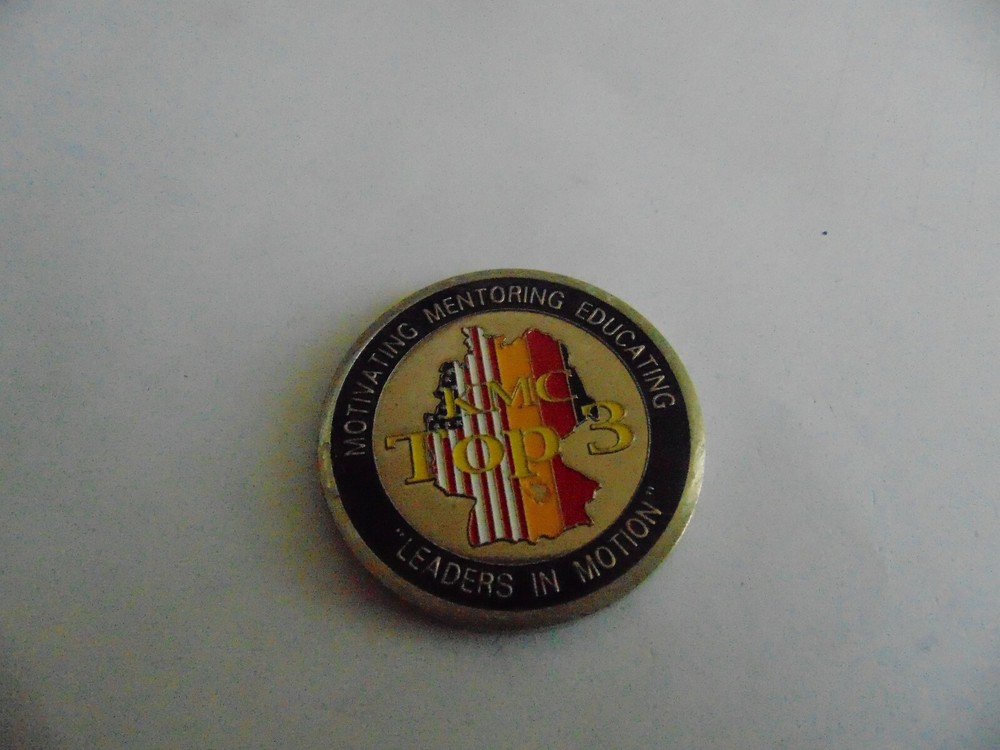 MOTIVATING MENTORING EDUCATING
KMC
Top 3
"LEADERS IN MOTION"